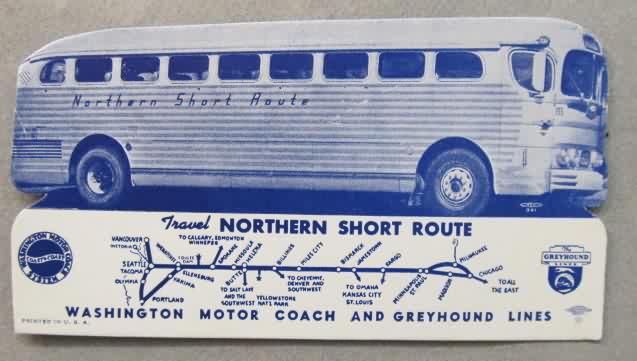 Northern Short Route
Travel NORTHERN SHORT ROUTE
WASHINGTON MOTOR COACH
COAST TO COAST
SYSTEM
The
GREYHOUND
LINES
VANCOUVER
VICTORIA
SEATTLE
TACOMA
OLYMPIA
PORTLAND
WENATCHEE
COULEE
DAM
ELLENSBURG
YAKIMA
TO CALGARY, EDMONTON
WINNEPEG
SPOKANE
MISSOULA
HELENA
BUTTE
TO SALT LAKE
AND THE
SOUTHWEST
YELLOWSTONE
NAT'L PARK
BILLINGS
MILES CITY
TO CHEYENNE,
DENVER AND
SOUTHWEST
BISMARCK
JAMESTOWN
FARGO
TO OMAHA
KANSAS CITY
ST. LOUIS
MINNEAPOLIS
ST. PAUL
MADISON
MILWAUKEE
CHICAGO
TO ALL
THE EAST
WASHINGTON MOTOR COACH AND GREYHOUND LINES
PRINTED IN U. S. A.